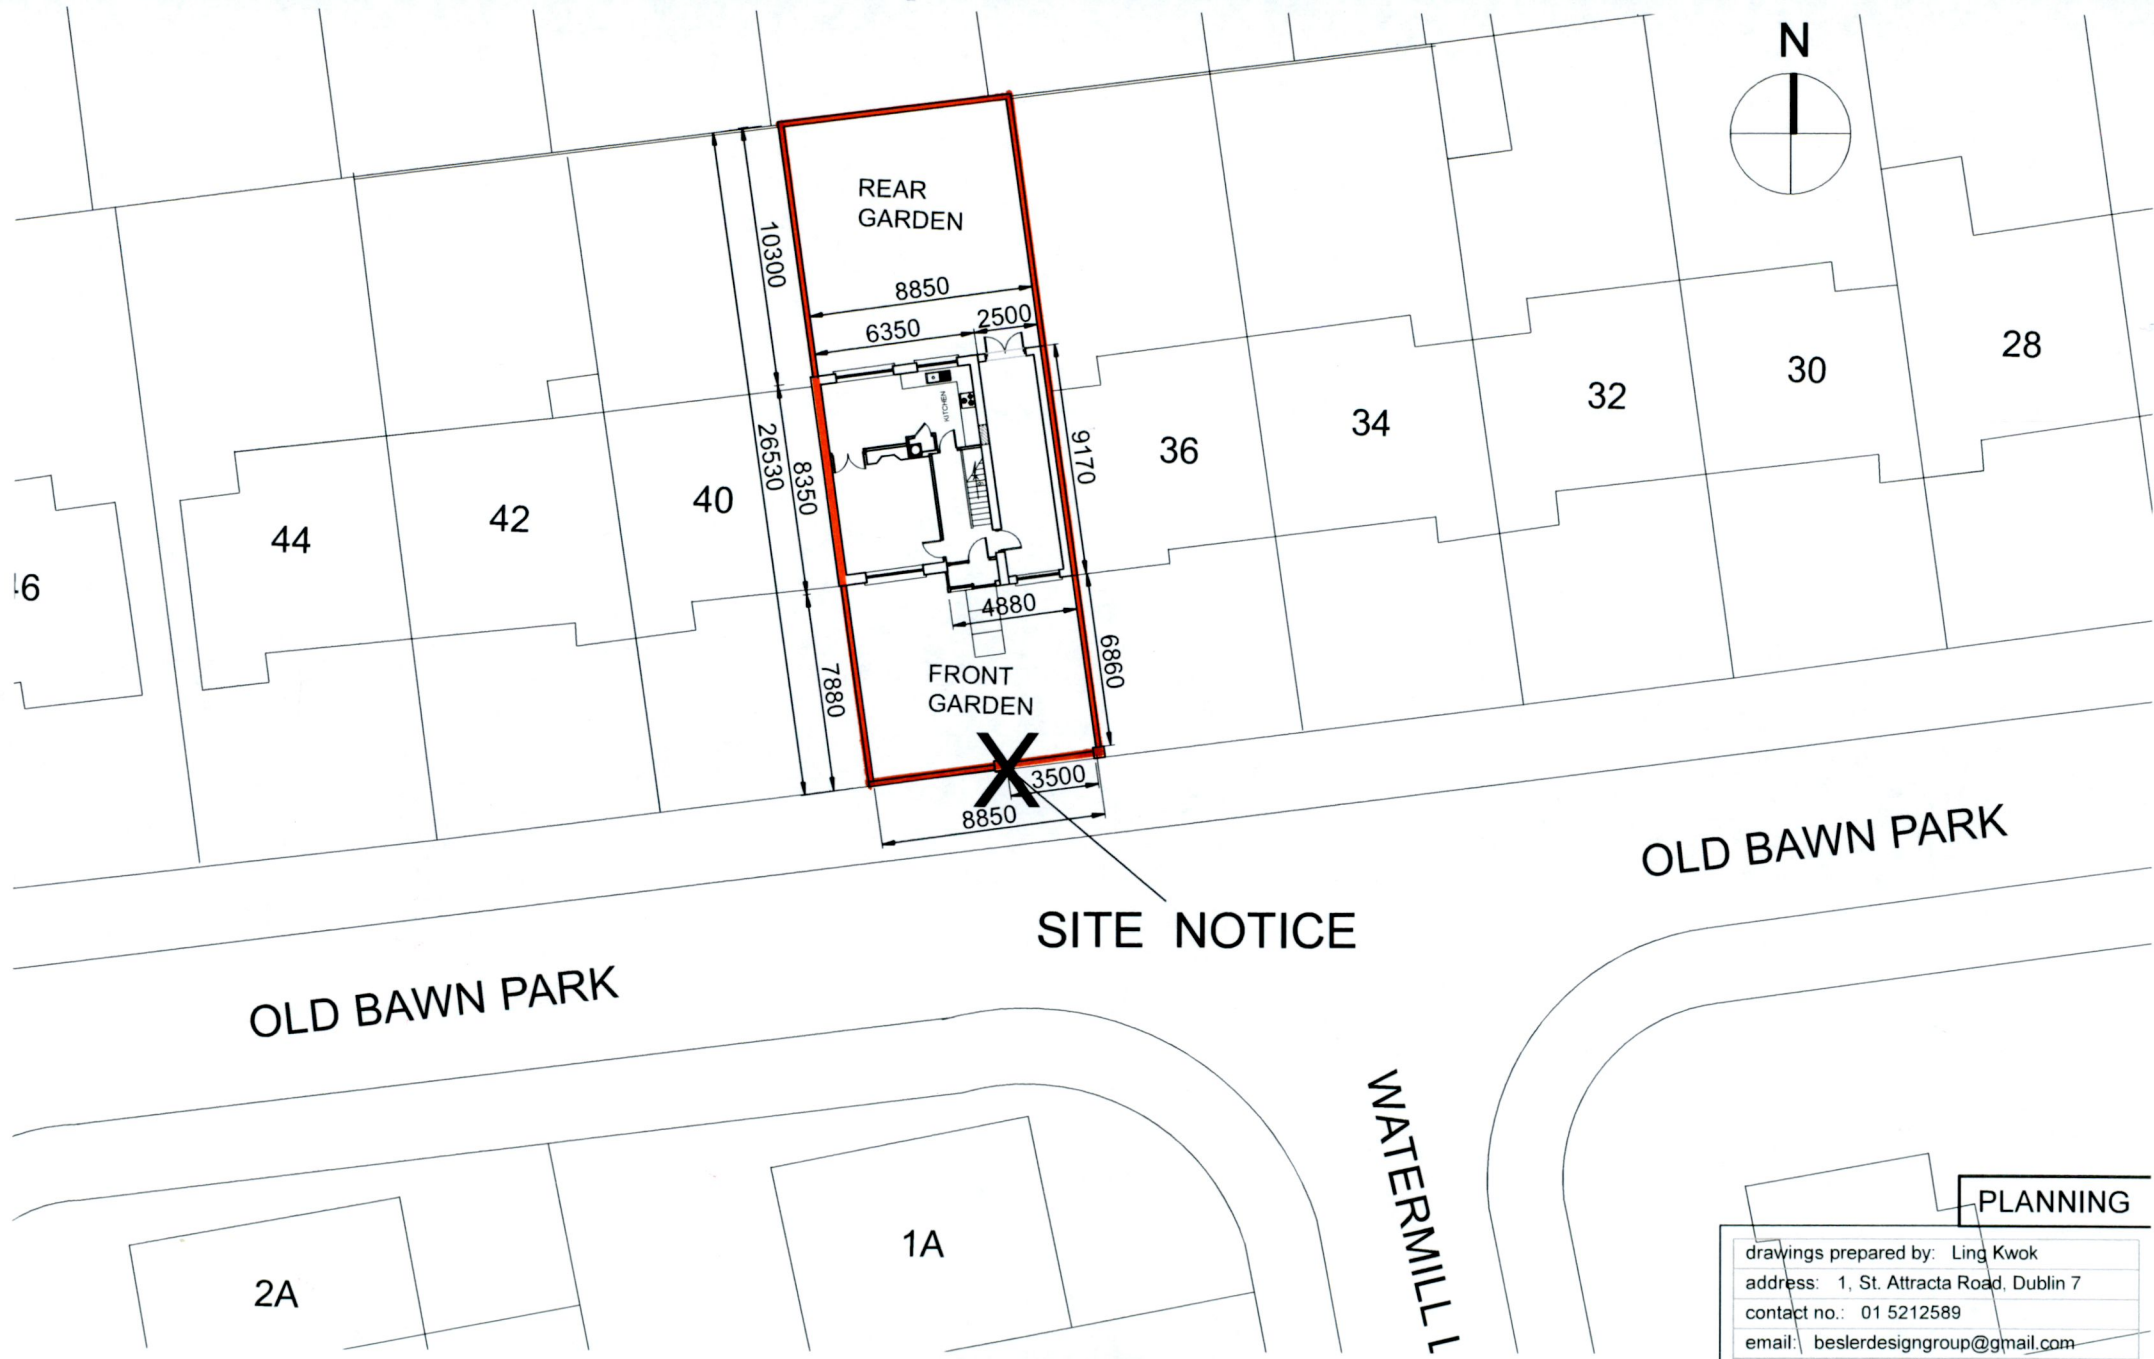 N
REAR
GARDEN
10300
8850
6350
2500
KITCHEN
26530
8350
9170
46
44
42
40
36
34
32
30
28
4880
7880
6860
FRONT
GARDEN
X
3500
8850
SITE NOTICE
OLD BAWN PARK
OLD BAWN PARK
WATERMILL
2A
1A
PLANNING
drawings prepared by: Ling Kwok
address: 1, St. Attracta Road, Dublin 7
contact no.: 01 5212589
email: beslerdesigngroup@gmail.com